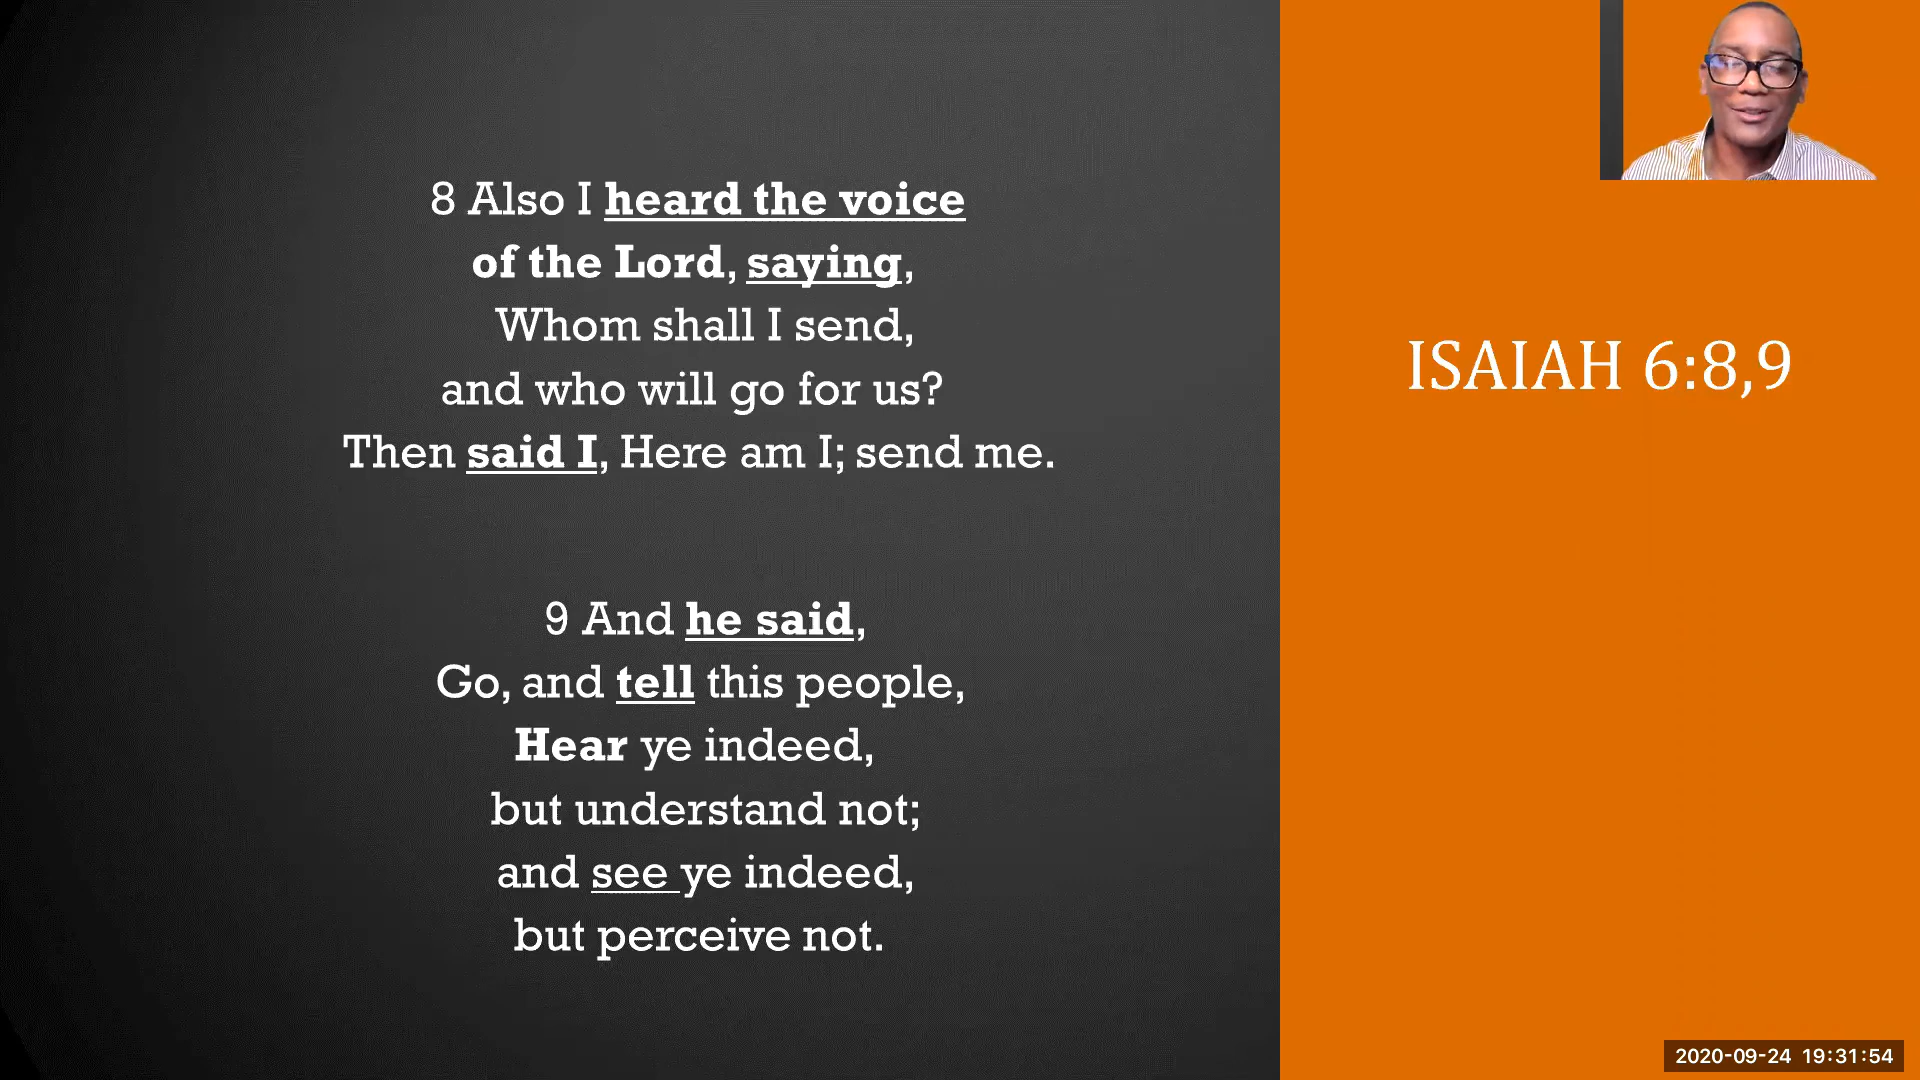 8 Also I heard the voice
of the Lord, saying,
Whom shall I send,
and who will go for us?
Then said I, Here am I; send me.
9 And he said,
Go, and tell this people,
Hear ye indeed,
but understand not;
and see ye indeed,
but perceive not.
ISAIAH 6:8,9
2020-09-24 19:31:54